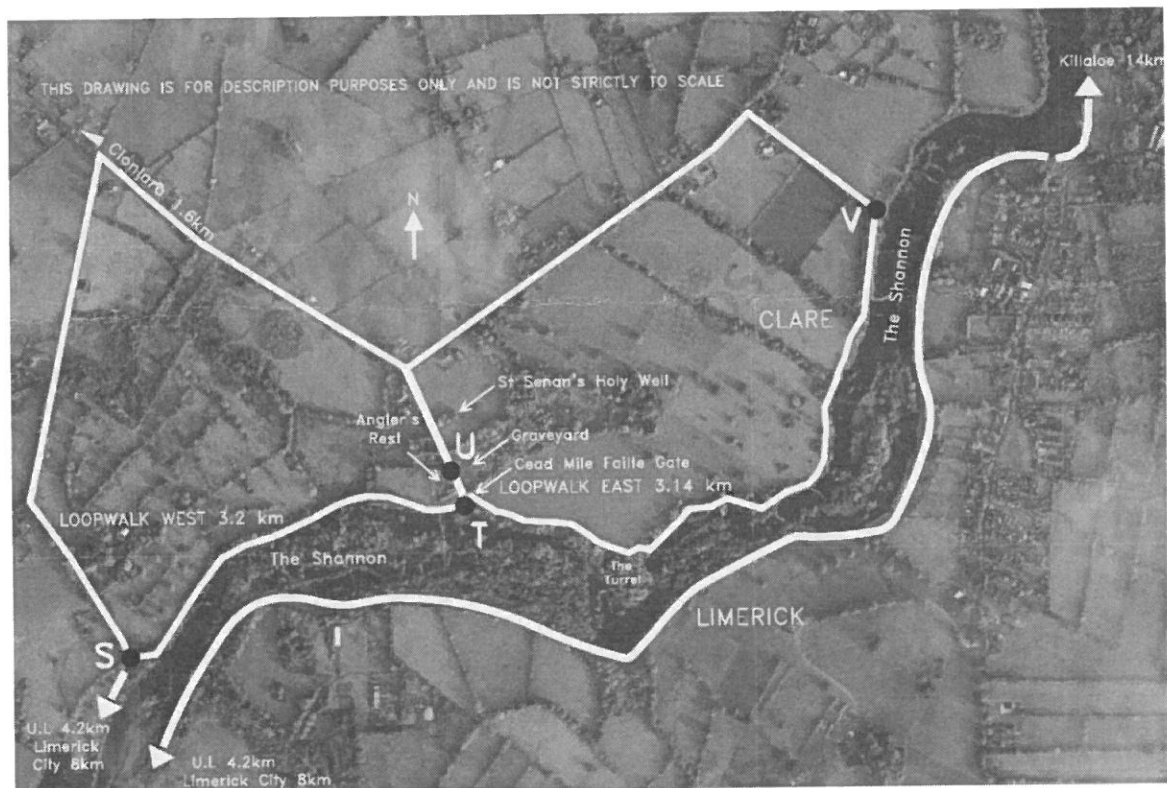 Killaloe 14km
THIS DRAWING IS FOR DESCRIPTION PURPOSES ONLY AND IS NOT STRICTLY TO SCALE
Clonlara 1.6km
N
V
The Shannon
CLARE
St Senan's Holy Well
Angler's
Rest
U
Graveyard
Cead Mile Failte Gate
LOOPWALK EAST 3.14 km
LOOPWALK WEST 3.2 km
T
The Shannon
The
Turret
LIMERICK
S
U.L 4.2km
Limerick
City 8km
U.L 4.2km
Limerick City 8km